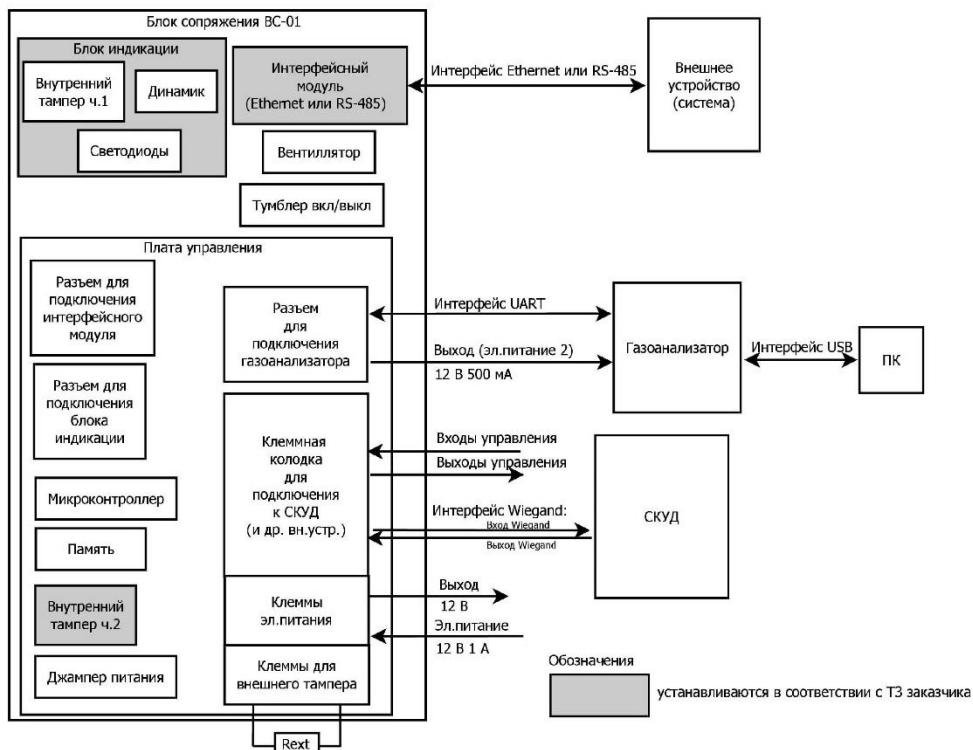 Блок сопряжения ВС-01
Блок индикации
Внутренний
тампер ч.1
Динамик
Светодиоды
Интерфейсный
модуль
(Ethernet или RS-485)
Интерфейс Ethernet или RS-485
Внешнее
устройство
(система)
Вентиллятор
Тумблер вкл/выкл
Плата управления
Разъем для
подключения
интерфейсного
модуля
Разъем для
подключения
блока
индикации
Микроконтроллер
Память
Внутренний
тампер ч.2
Джампер питания
Разъем
для
подключения
газоанализатора
Интерфейс UART
Выход (эл.питание 2)
12 В 500 мА
Газоанализатор
Интерфейс USB
ПК
Клеммная
колодка
для
подключения
к СКУД
(и др. вн.устр.)
Входы управления
Выходы управления
Интерфейс Wiegand:
Вход Wiegand
Выход Wiegand
СКУД
Клеммы
эл.питания
Выход
12 В
Эл.питание
12 В 1 А
Клеммы для
внешнего тампера
Rext
Обозначения
устанавливаются в соответствии с ТЗ заказчика